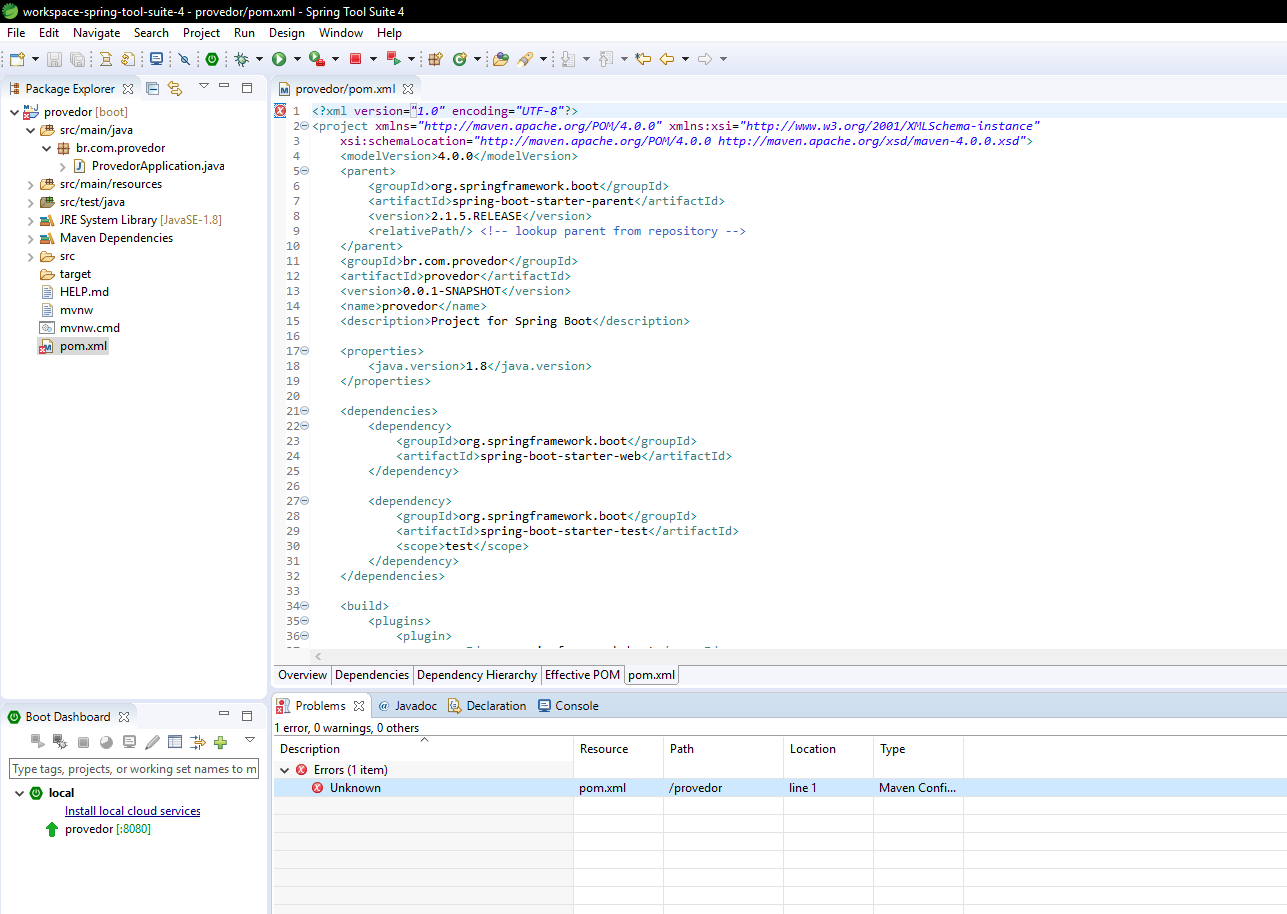 workspace-spring-tool-suite-4 - provedor/pom.xml - Spring Tool Suite 4
File Edit Navigate Search Project Run Design Window Help
Package Explorer
provedor [boot]
src/main/java
br.com.provedor
ProvedorApplication.java
src/main/resources
src/test/java
JRE System Library [JavaSE-1.8]
Maven Dependencies
src
target
HELP.md
mvnw
mvnw.cmd
pom.xml
provedor/pom.xml
1 <?xml version="1.0" encoding="UTF-8"?>
2 <project xmlns="http://maven.apache.org/POM/4.0.0" xmlns:xsi="http://www.w3.org/2001/XMLSchema-instance"
3 xsi:schemaLocation="http://maven.apache.org/POM/4.0.0 http://maven.apache.org/xsd/maven-4.0.0.xsd">
4 <modelVersion>4.0.0</modelVersion>
5 <parent>
6 <groupId>org.springframework.boot</groupId>
7 <artifactId>spring-boot-starter-parent</artifactId>
8 <version>2.1.5.RELEASE</version>
9 <relativePath/> <!-- lookup parent from repository -->
10 </parent>
11 <groupId>br.com.provedor</groupId>
12 <artifactId>provedor</artifactId>
13 <version>0.0.1-SNAPSHOT</version>
14 <name>provedor</name>
15 <description>Project for Spring Boot</description>
16
17 <properties>
18 <java.version>1.8</java.version>
19 </properties>
20
21 <dependencies>
22 <dependency>
23 <groupId>org.springframework.boot</groupId>
24 <artifactId>spring-boot-starter-web</artifactId>
25 </dependency>
26
27 <dependency>
28 <groupId>org.springframework.boot</groupId>
29 <artifactId>spring-boot-starter-test</artifactId>
30 <scope>test</scope>
31 </dependency>
32 </dependencies>
33
34 <build>
35 <plugins>
36 <plugin>
Overview Dependencies Dependency Hierarchy Effective POM pom.xml
Boot Dashboard
Type tags, projects, or working set names to m
local
Install local cloud services
provedor [:8080]
Problems @ Javadoc Declaration Console
1 error, 0 warnings, 0 others
Description Resource Path Location Type
Errors (1 item)
Unknown pom.xml /provedor line 1 Maven Confi...